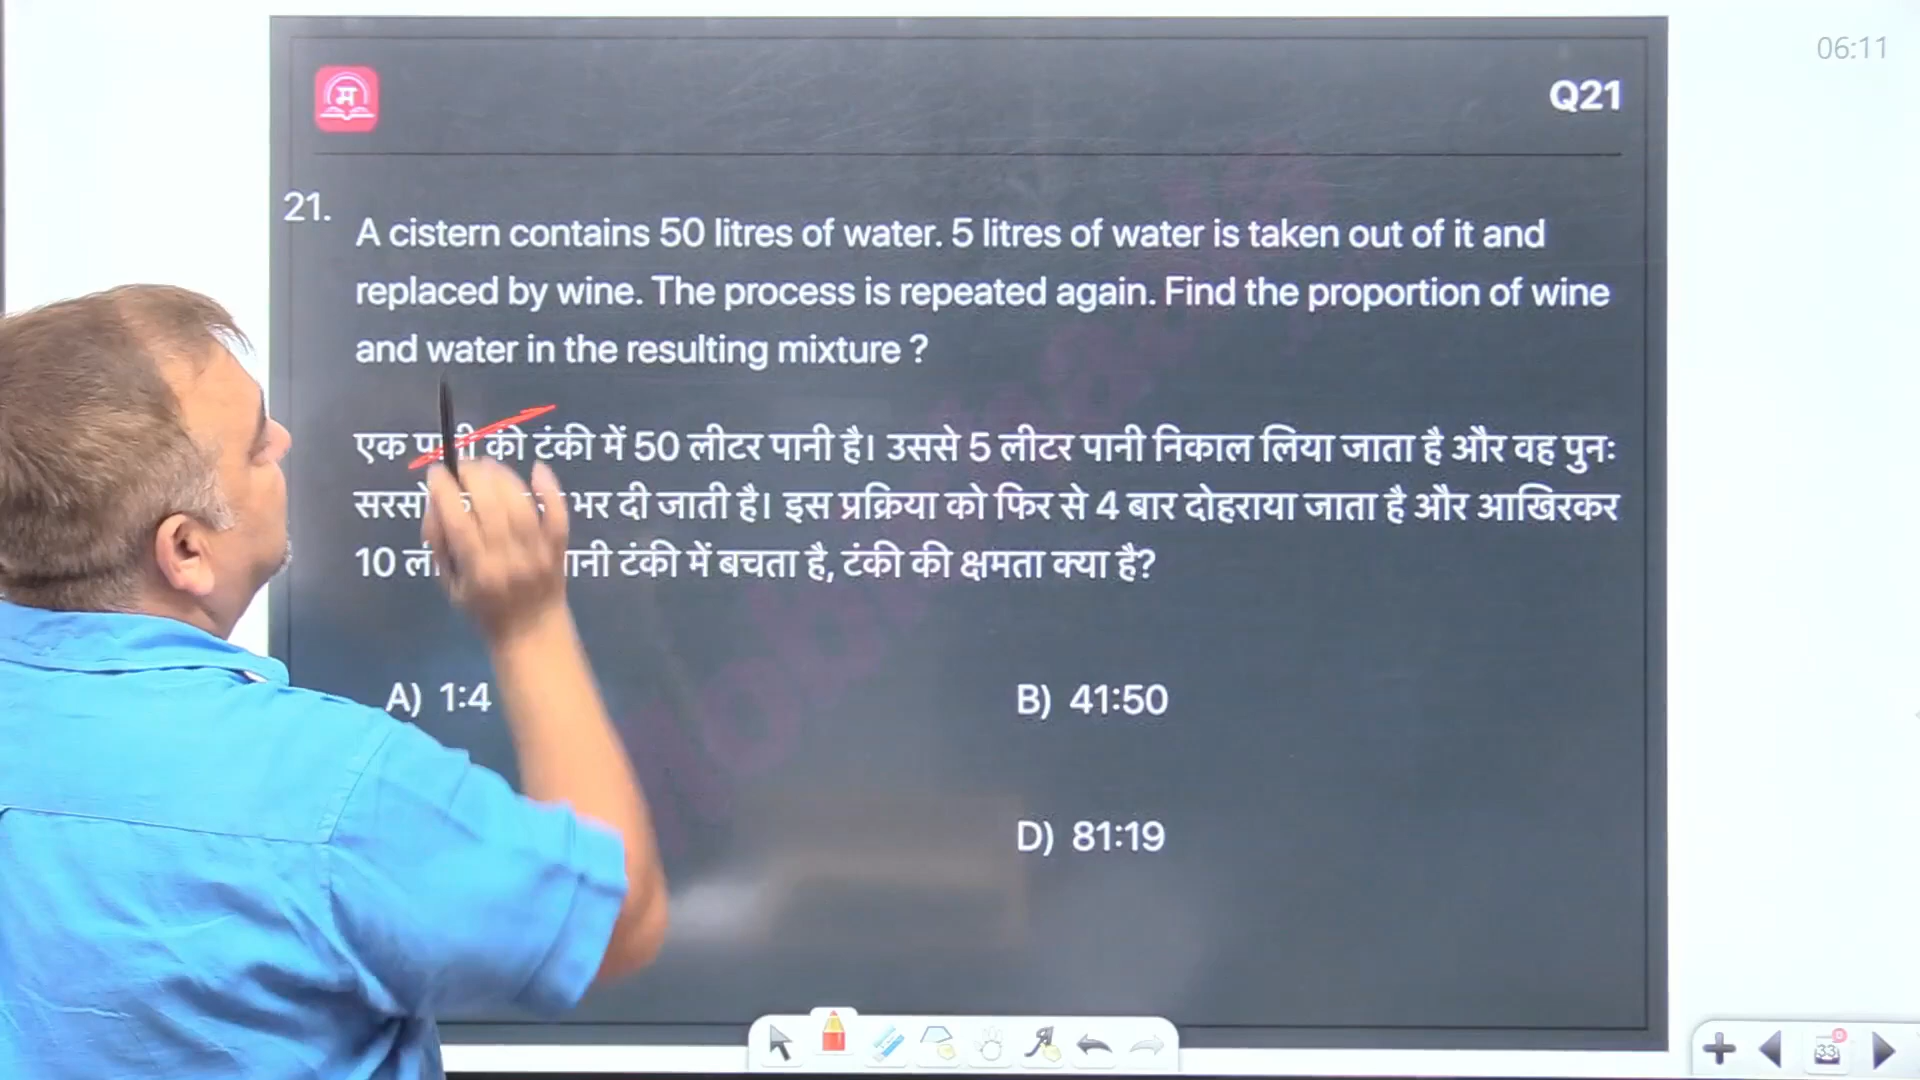 06:11
म
Q21
21.
A cistern contains 50 litres of water. 5 litres of water is taken out of it and
replaced by wine. The process is repeated again. Find the proportion of wine
and water in the resulting mixture ?
एक की टंकी में 50 लीटर पानी है। उससे 5 लीटर पानी निकाल लिया जाता है और वह पुनः
भर दी जाती है। इस प्रक्रिया को फिर से 4 बार दोहराया जाता है और आखिरकर
10 टंकी में बचता है, टंकी की क्षमता क्या है?
A) 1:4
B) 41:50
D) 81:19
33